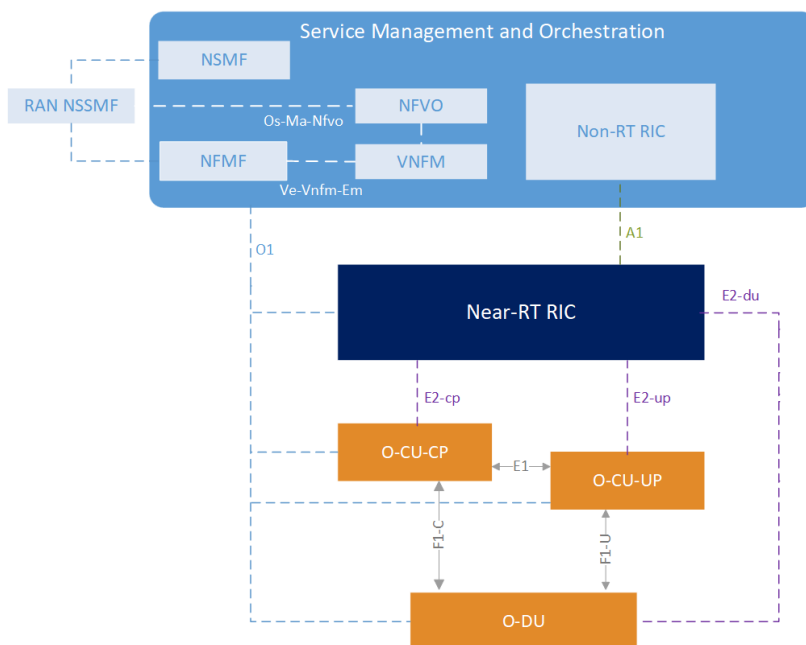 Service Management and Orchestration
NSMF
RAN NSSMF
NFVO
Os-Ma-Nfvo
Non-RT RIC
NFMF
VNFM
Ve-Vnfm-Em
A1
O1
E2-du
Near-RT RIC
E2-cp
E2-up
O-CU-CP
E1
O-CU-UP
F1-C
F1-U
O-DU